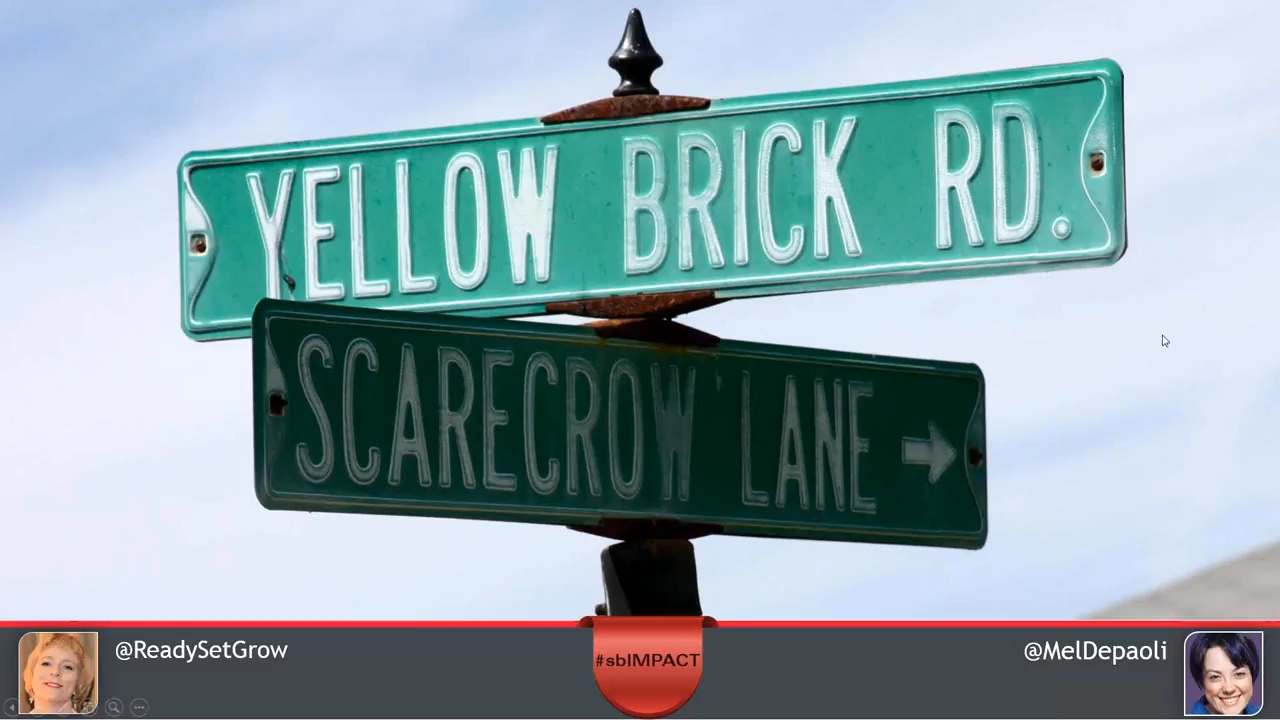 YELLOW BRICK RD.
SCARECROW LANE
@ReadySetGrow
#sbIMPACT
@MelDepaoli